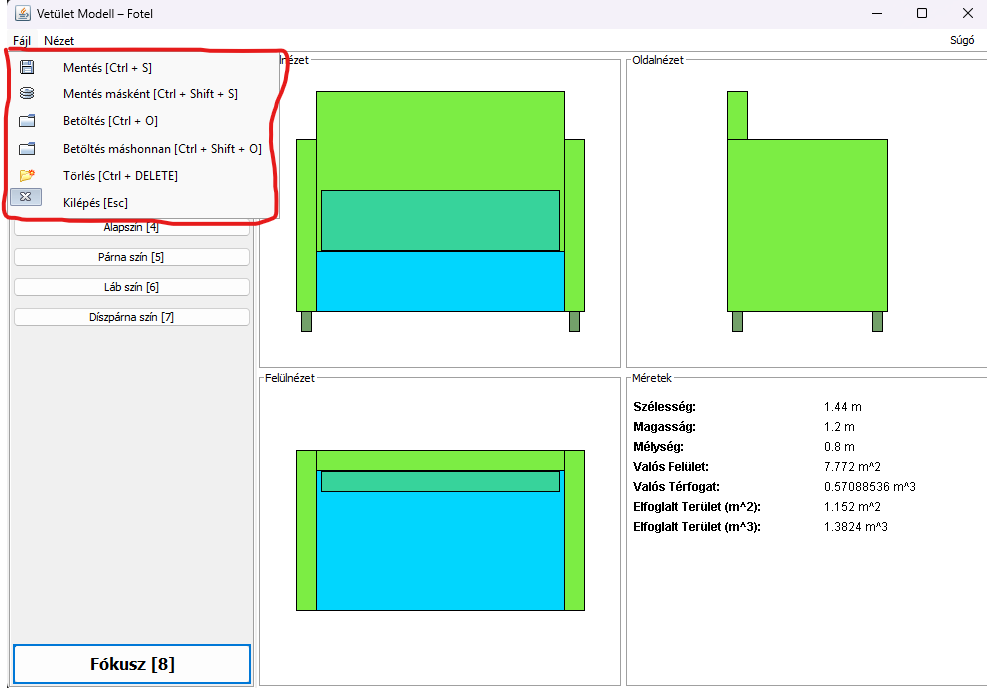 Vetület Modell – Fotel
Fájl Nézet Súgó
Mentés [Ctrl + S]
Mentés másként [Ctrl + Shift + S]
Betöltés [Ctrl + O]
Betöltés máshonnan [Ctrl + Shift + O]
Törlés [Ctrl + DELETE]
Kilépés [Esc]
Alapszín [4]
Párna szín [5]
Láb szín [6]
Díszpárna szín [7]
Fókusz [8]
lnézet
Oldalnézet
Felülnézet
Méretek
Szélesség: 1.44 m
Magasság: 1.2 m
Mélység: 0.8 m
Valós Felület: 7.772 m^2
Valós Térfogat: 0.57088536 m^3
Elfoglalt Terület (m^2): 1.152 m^2
Elfoglalt Terület (m^3): 1.3824 m^3